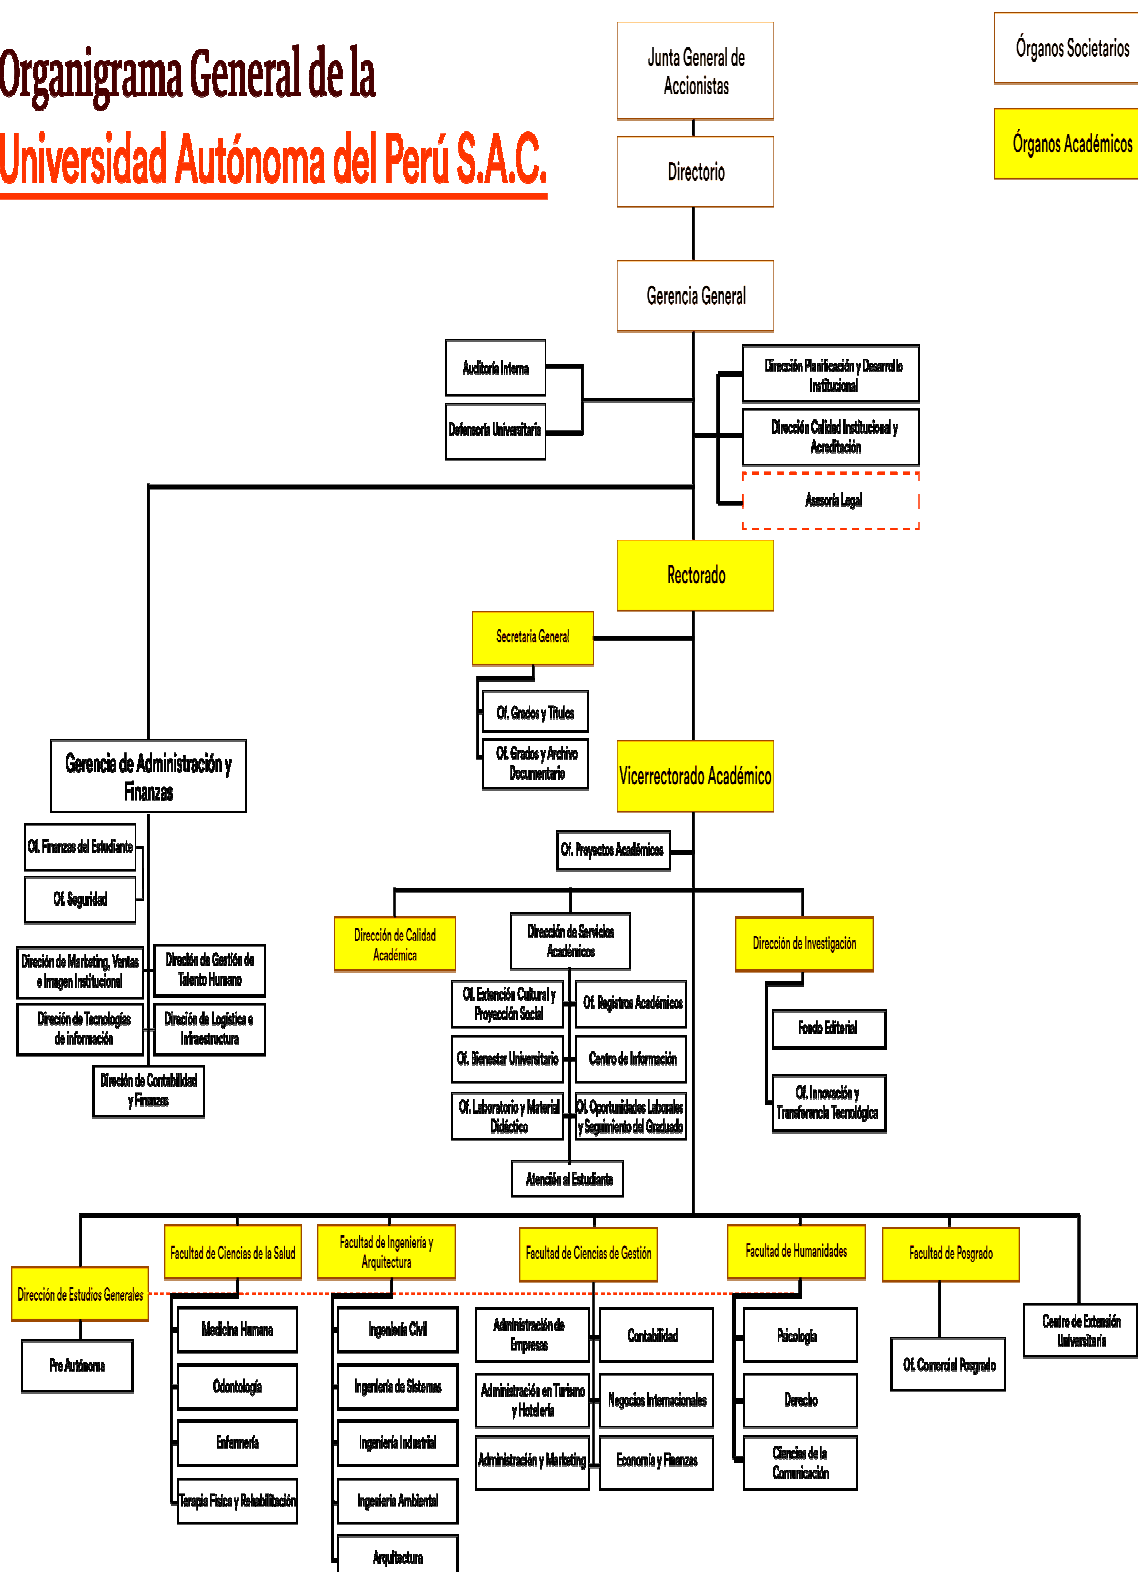 Organigrama General de la
Universidad Autónoma del Perú S.A.C.
Junta General de
Accionistas
Órganos Societarios
Órganos Académicos
Directorio
Gerencia General
Auditoría Interna
Defensoría Universitaria
Dirección Planificación y Desarrollo
Institucional
Dirección Calidad Institucional y
Acreditación
Asesoría Legal
Rectorado
Secretaria General
Of. Grados y Títulos
Of. Grados y Archivo
Documentario
Gerencia de Administración y
Finanzas
Vicerrectorado Académico
Of. Finanzas del Estudiante
Of. Seguridad
Of. Proyectos Académicos
Direción de Marketing, Ventas
e Imagen Institucional
Direción de Gestión de
Talento Humano
Direción de Tecnologías
de información
Direción de Logística e
Infraestructura
Direción de Contabilidad
y Finanzas
Dirección de Calidad
Académica
Dirección de Servicios
Académicos
Dirección de Investigación
Of. Extención Cultural y
Proyección Social
Of. Registros Académicos
Of. Bienestar Universitario
Centro de Información
Of. Laboratorio y Material
Didáctico
Of. Oportunidades Laborales
y Seguimiento del Graduado
Atención al Estudiante
Fondo Editorial
Of. Innovación y
Transferencia Tecnológica
Dirección de Estudios Generales
Pre Autónoma
Facultad de Ciencias de la Salud
Medicina Humana
Odontología
Enfermería
Terapia Física y Rehabilitación
Facultad de Ingeniería y
Arquitectura
Ingeniería Civil
Ingeniería de Sistemas
Ingeniería Industrial
Ingeniería Ambiental
Arquitectura
Facultad de Ciencias de Gestión
Administración de
Empresas
Contabilidad
Administración en Turismo
y Hotelería
Negocios Internacionales
Administración y Marketing
Economía y Finanzas
Facultad de Humanidades
Psicología
Derecho
Ciencias de la
Comunicación
Facultad de Posgrado
Of. Comercial Posgrado
Centro de Extensión
Universitaria